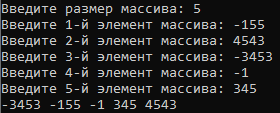 Введите размер массива: 5
Введите 1-й элемент массива: -155
Введите 2-й элемент массива: 4543
Введите 3-й элемент массива: -3453
Введите 4-й элемент массива: -1
Введите 5-й элемент массива: 345
-3453 -155 -1 345 4543